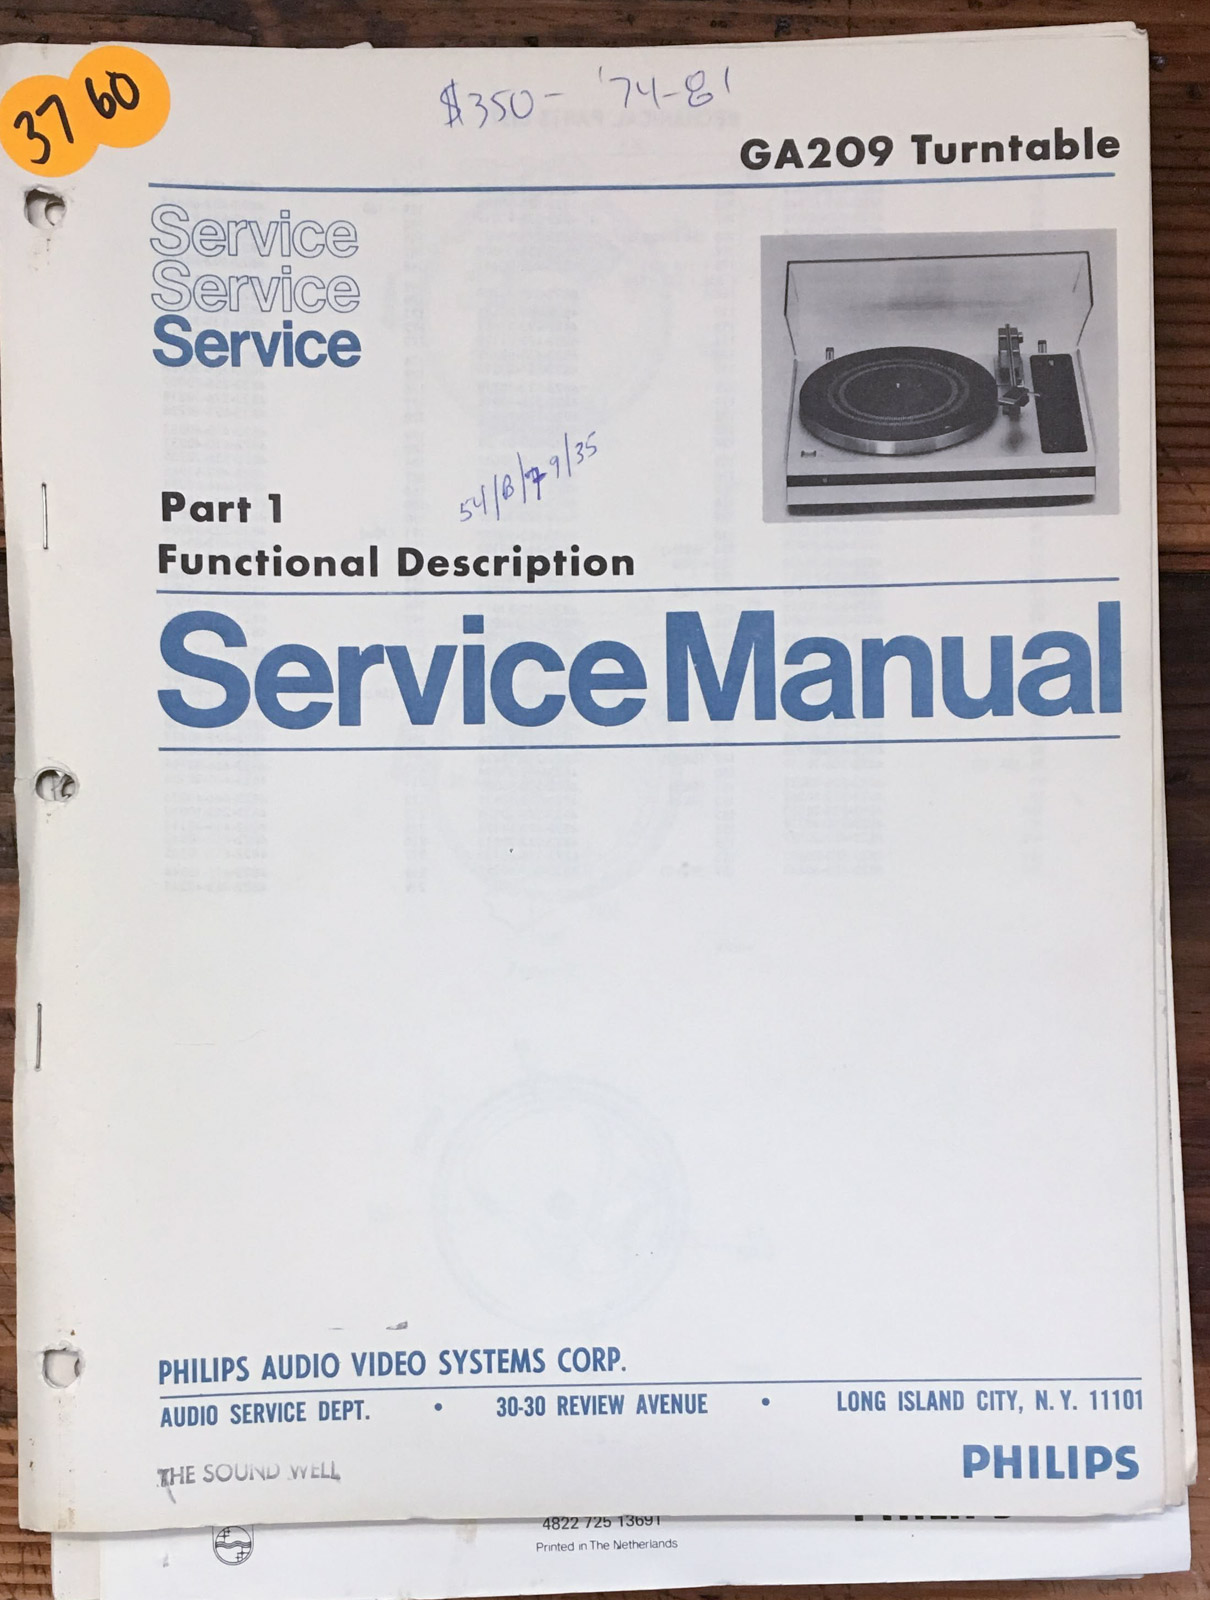 37 60
$350- '74-81
GA209 Turntable
Service
Service
Service
54/B/79/35
Part 1
Functional Description
Service Manual
PHILIPS AUDIO VIDEO SYSTEMS CORP.
AUDIO SERVICE DEPT. • 30-30 REVIEW AVENUE • LONG ISLAND CITY, N. Y. 11101
THE SOUND WELL
PHILIPS
4822 725 13691
Printed in The Netherlands